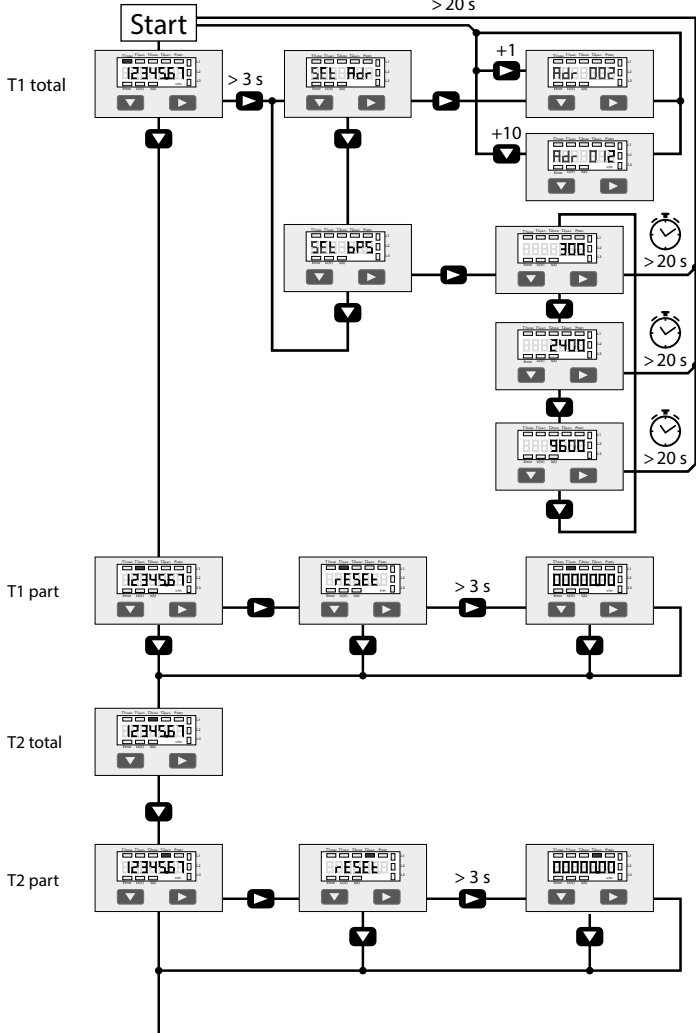 > 20 s
Start
T1 total
1234567
> 3 s
SEt Adr
+1
Adr 002
+10
Adr 012
SEt bPS
300
> 20 s
2400
> 20 s
9600
> 20 s
T1 part
1234567
rESEt
> 3 s
0000000
T2 total
1234567
T2 part
1234567
rESEt
> 3 s
0000000